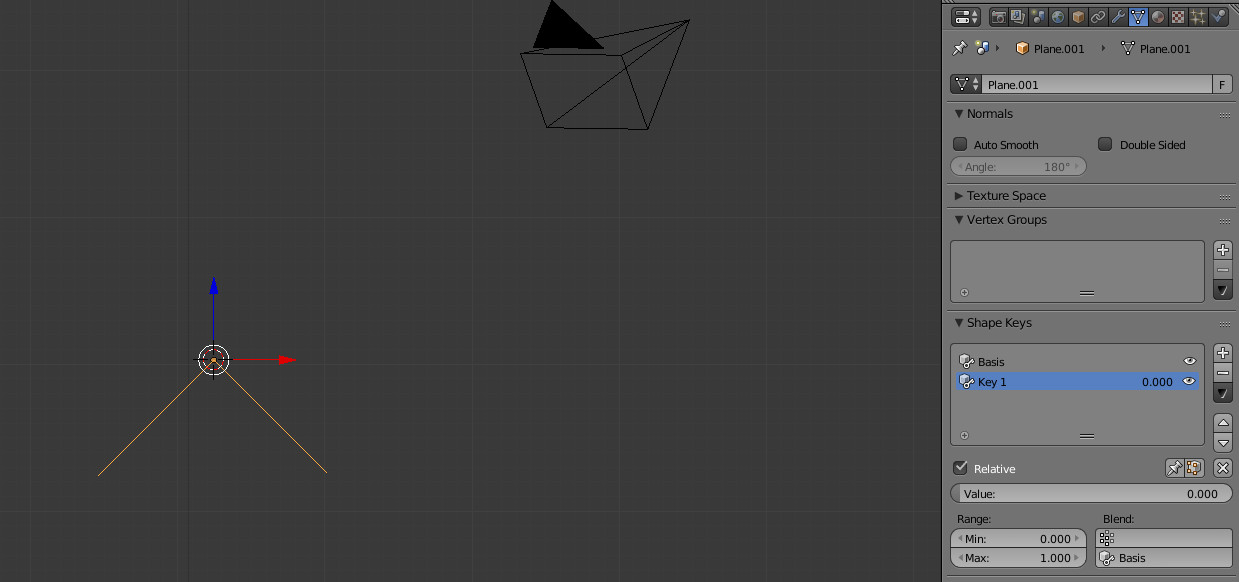 Plane.001 Plane.001
Plane.001 F
Normals
Auto Smooth Double Sided
Angle: 180°
Texture Space
Vertex Groups
Shape Keys
Basis
Key 1 0.000
Relative
Value: 0.000
Range: Blend:
Min: 0.000
Max: 1.000 Basis